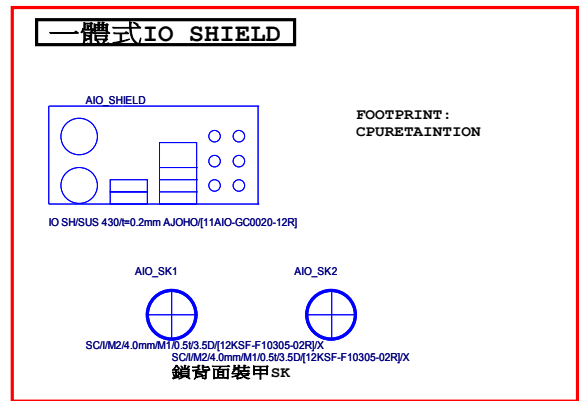 一體式IO SHIELD
AIO_SHIELD
FOOTPRINT:
CPURETAINTION
IO SH/SUS 430/t=0.2mm AJOHO/[11AIO-GC0020-12R]
AIO_SK1
AIO_SK2
SC/I/M2/4.0mm/M1/0.5t/3.5D/[12KSF-F10305-02R]/X
SC/I/M2/4.0mm/M1/0.5t/3.5D/[12KSF-F10305-02R]/X
鎖背面裝甲SK